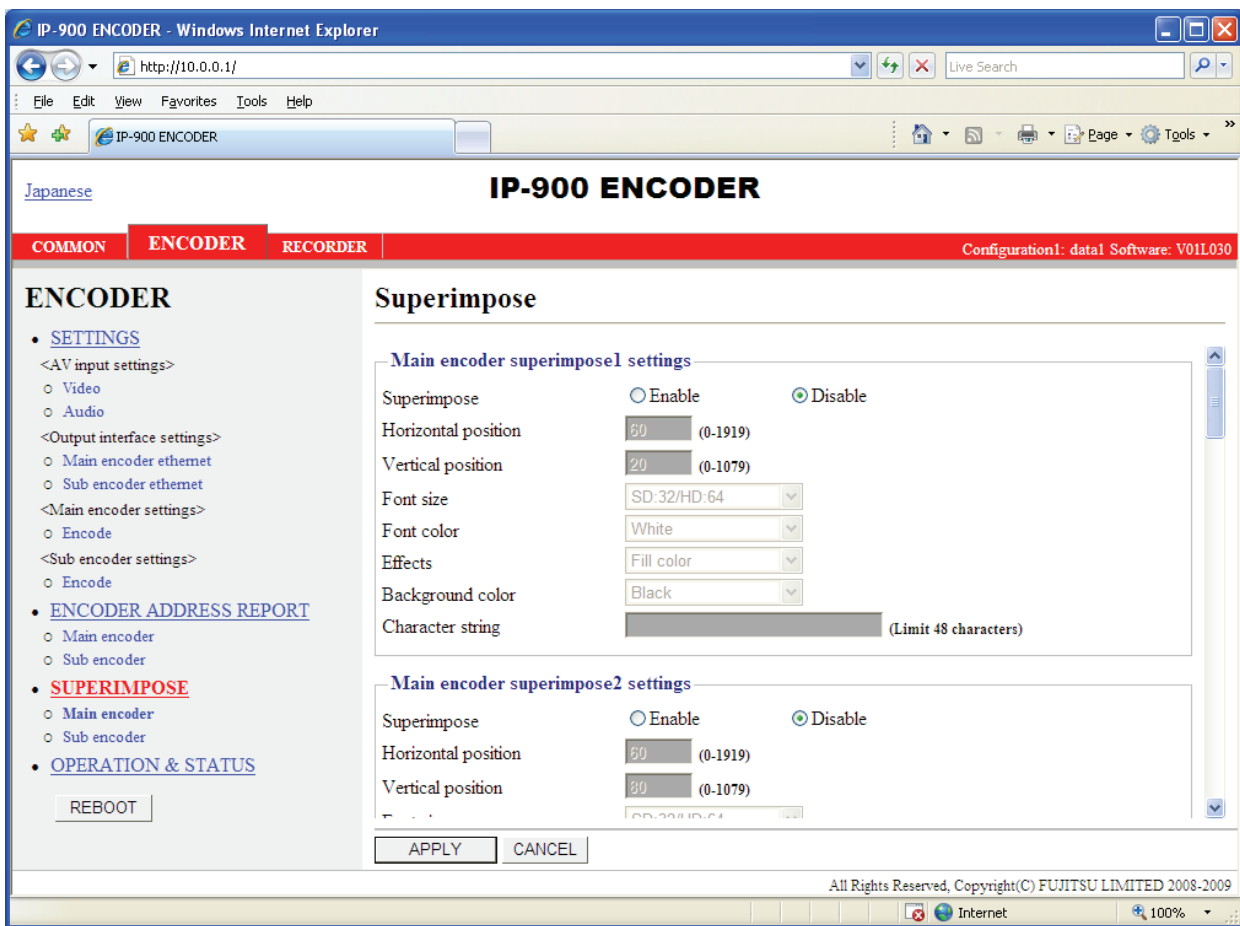 IP-900 ENCODER - Windows Internet Explorer
http://10.0.0.1/
Live Search
File Edit View Favorites Tools Help
IP-900 ENCODER
Page Tools »
Japanese
IP-900 ENCODER
COMMON ENCODER RECORDER
Configuration1: data1 Software: V01L030
ENCODER
SETTINGS
<AV input settings>
Video
Audio
<Output interface settings>
Main encoder ethernet
Sub encoder ethernet
<Main encoder settings>
Encode
<Sub encoder settings>
Encode
ENCODER ADDRESS REPORT
Main encoder
Sub encoder
SUPERIMPOSE
Main encoder
Sub encoder
OPERATION & STATUS
REBOOT
Superimpose
Main encoder superimpose1 settings
Superimpose Enable Disable
Horizontal position 60 (0-1919)
Vertical position 20 (0-1079)
Font size SD:32/HD:64
Font color White
Effects Fill color
Background color Black
Character string (Limit 48 characters)
Main encoder superimpose2 settings
Superimpose Enable Disable
Horizontal position 60 (0-1919)
Vertical position 80 (0-1079)
APPLY CANCEL
All Rights Reserved, Copyright(C) FUJITSU LIMITED 2008-2009
Internet 100%